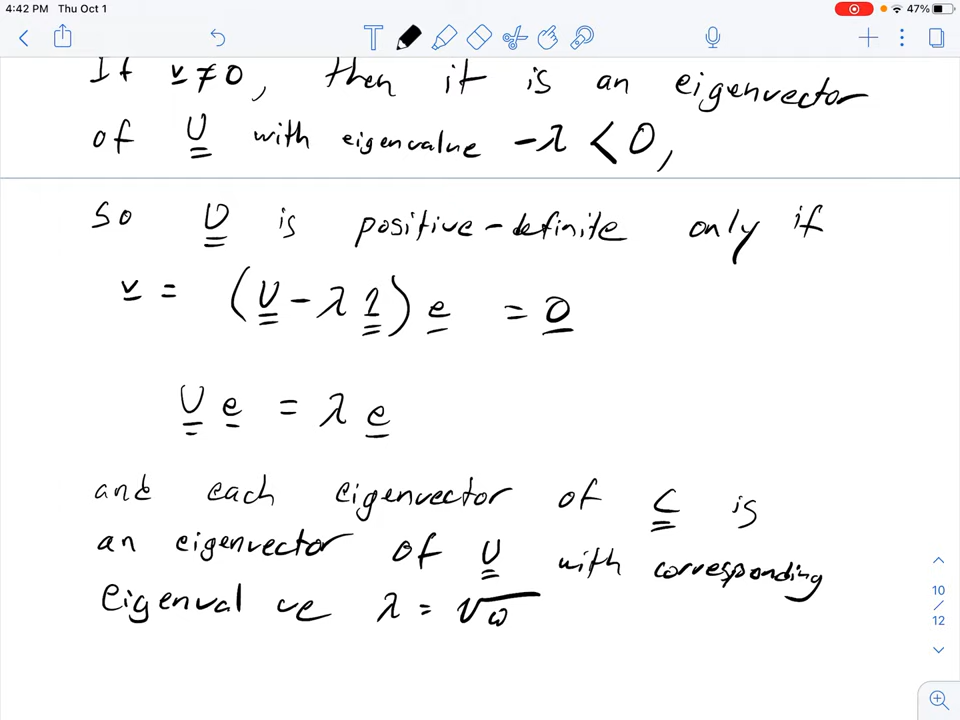 4:42 PM Thu Oct 1
47%
If v ≠ 0, then it is an eigenvector
of U with eigenvalue -λ < 0,
so U is positive-definite only if
v = (U - λ 1) e = 0
U e = λ e
and each eigenvector of C is
an eigenvector of U with corresponding
Eigenvalue λ = √ω
10
/
12